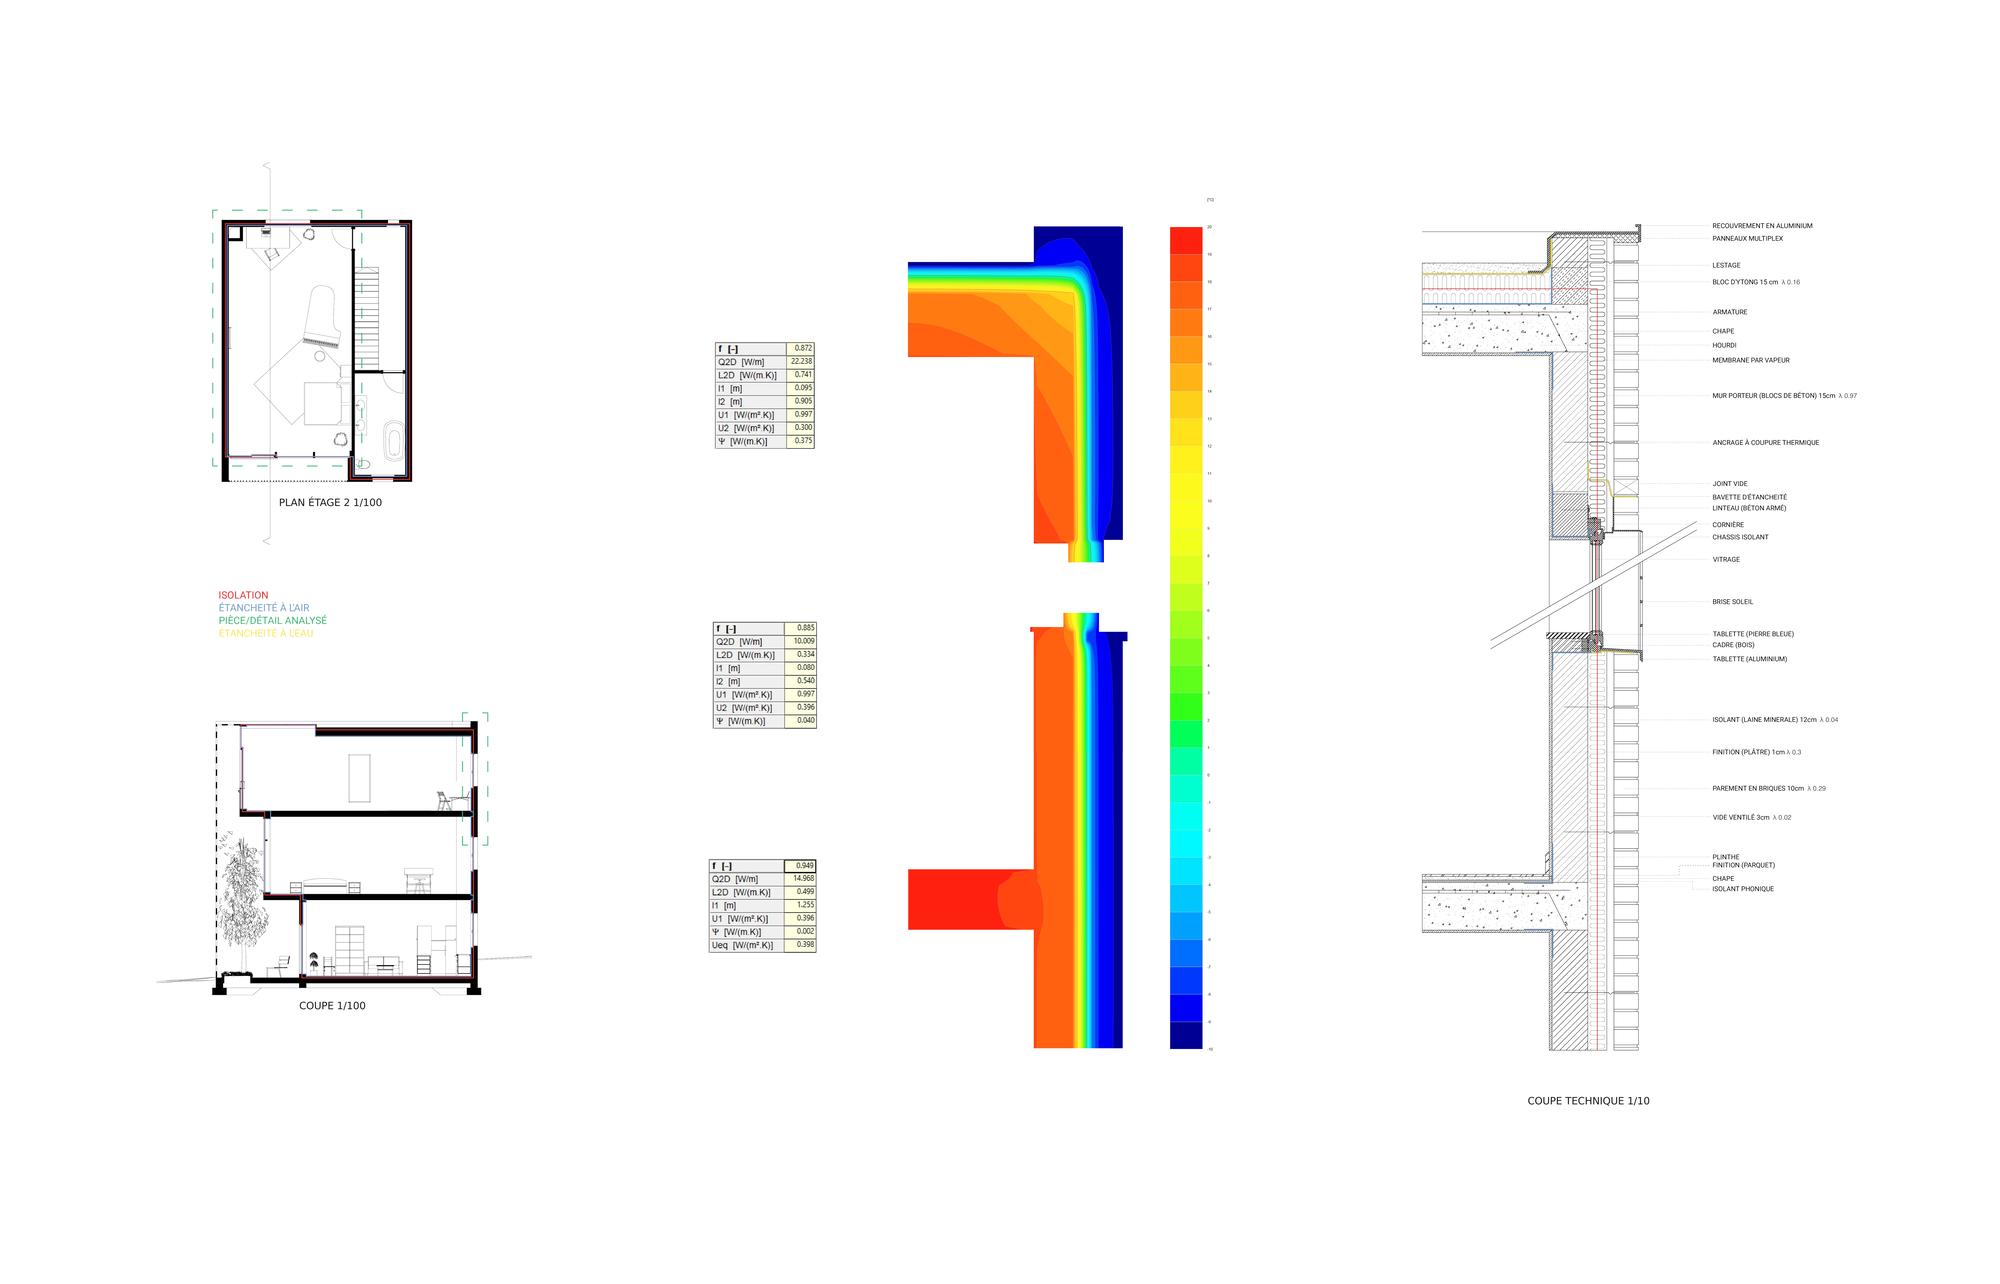 PLAN ÉTAGE 2 1/100
ISOLATION
ÉTANCHEITÉ À L'AIR
PIÈCE/DÉTAIL ANALYSÉ
ÉTANCHEITÉ À L'EAU
COUPE 1/100
f [-] 0.872
Q2D [W/m] 22.238
L2D [W/(m.K)] 0.741
l1 [m] 0.095
l2 [m] 0.905
U1 [W/(m².K)] 0.997
U2 [W/(m².K)] 0.300
Ψ [W/(m.K)] 0.375
f [-] 0.885
Q2D [W/m] 10.009
L2D [W/(m.K)] 0.334
l1 [m] 0.080
l2 [m] 0.540
U1 [W/(m².K)] 0.997
U2 [W/(m².K)] 0.396
Ψ [W/(m.K)] 0.040
f [-] 0.949
Q2D [W/m] 14.968
L2D [W/(m.K)] 0.499
l1 [m] 1.255
U1 [W/(m².K)] 0.396
Ψ [W/(m.K)] 0.002
Ueq [W/(m².K)] 0.398
[°C]
20
19
18
17
16
15
14
13
12
11
10
9
8
7
6
5
4
3
2
1
0
-1
-2
-3
-4
-5
-6
-7
-8
-9
-10
RECOUVREMENT EN ALUMINIUM
PANNEAUX MULTIPLEX
LESTAGE
BLOC D'YTONG 15 cm λ 0.16
ARMATURE
CHAPE
HOURDI
MEMBRANE PAR VAPEUR
MUR PORTEUR (BLOCS DE BÉTON) 15cm λ 0.97
ANCRAGE À COUPURE THERMIQUE
JOINT VIDE
BAVETTE D'ÉTANCHEITÉ
LINTEAU (BÉTON ARMÉ)
CORNIÈRE
CHASSIS ISOLANT
VITRAGE
BRISE SOLEIL
TABLETTE (PIERRE BLEUE)
CADRE (BOIS)
TABLETTE (ALUMINIUM)
ISOLANT (LAINE MINERALE) 12cm λ 0.04
FINITION (PLÂTRE) 1cm λ 0.3
PAREMENT EN BRIQUES 10cm λ 0.29
VIDE VENTILÉ 3cm λ 0.02
PLINTHE
FINITION (PARQUET)
CHAPE
ISOLANT PHONIQUE
COUPE TECHNIQUE 1/10